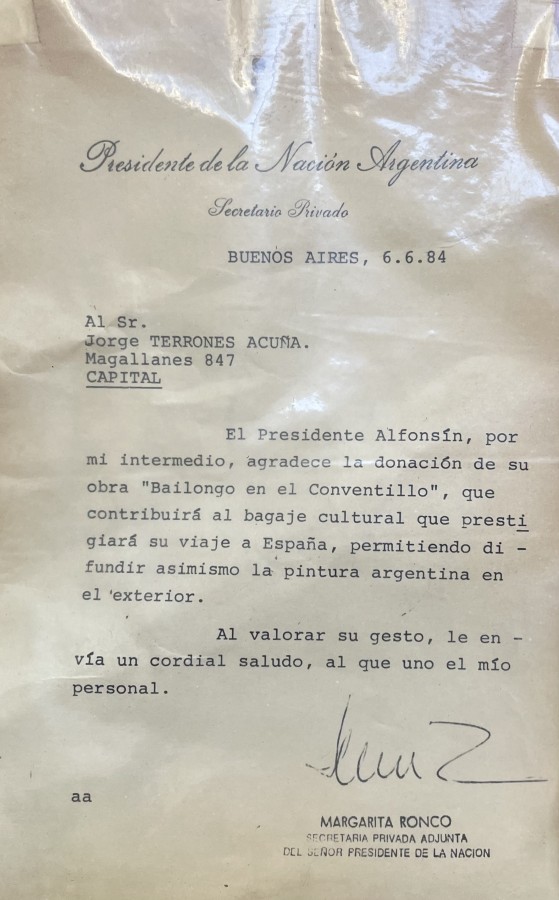 Presidente de la Nación Argentina
Secretario Privado
BUENOS AIRES, 6.6.84
Al Sr.
Jorge TERRONES ACUÑA.
Magallanes 847
CAPITAL
El Presidente Alfonsín, por
mi intermedio, agradece la donación de su
obra "Bailongo en el Conventillo", que
contribuirá al bagaje cultural que presti
giará su viaje a España, permitiendo di -
fundir asimismo la pintura argentina en
el exterior.
Al valorar su gesto, le en -
vía un cordial saludo, al que uno el mío
personal.
aa
MARGARITA RONCO
SECRETARIA PRIVADA ADJUNTA
DEL SEÑOR PRESIDENTE DE LA NACION